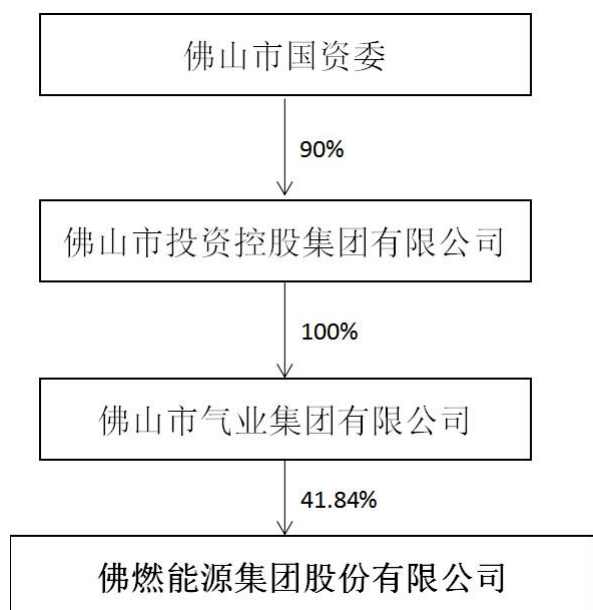 佛山市国资委
90%
佛山市投资控股集团有限公司
100%
佛山市气业集团有限公司
41.84%
佛燃能源集团股份有限公司